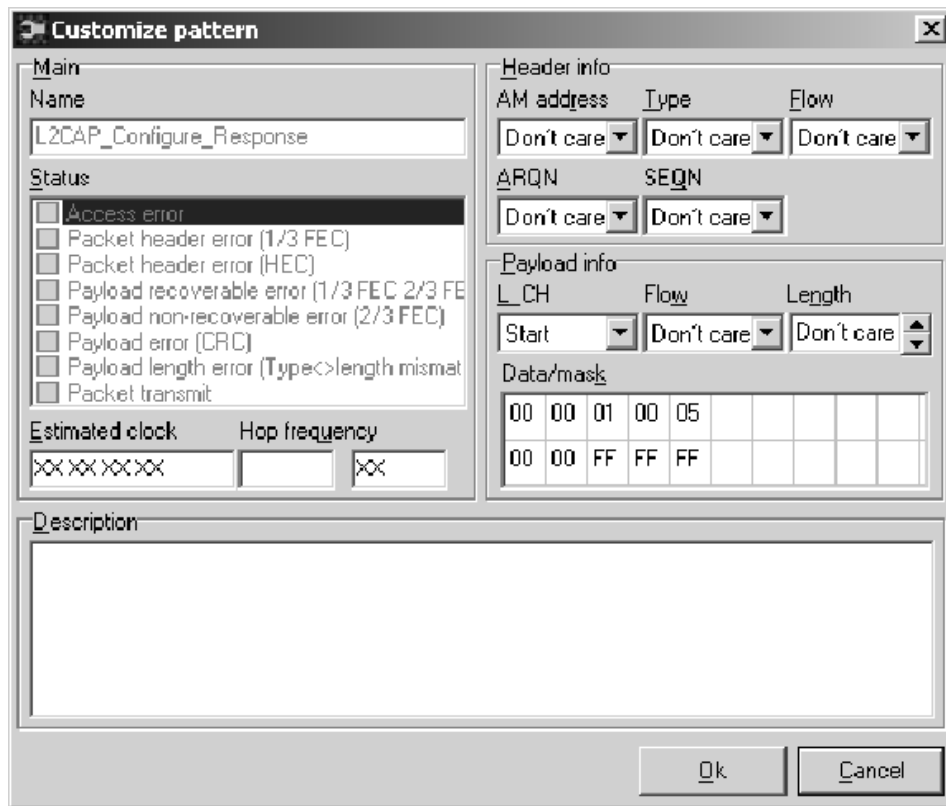 Customize pattern
Main
Name
L2CAP_Configure_Response
Status
Access error
Packet header error (1/3 FEC)
Packet header error (HEC)
Payload recoverable error (1/3 FEC 2/3 FE
Payload non-recoverable error (2/3 FEC)
Payload error (CRC)
Payload length error (Type<>length mismat
Packet transmit
Estimated clock Hop frequency
XX XX XX XX XX
Header info
AM address Type Flow
Don't care Don't care Don't care
ARQN SEQN
Don't care Don't care
Payload info
L_CH Flow Length
Start Don't care Don't care
Data/mask
00 00 01 00 05
00 00 FF FF FF
Description
Ok Cancel